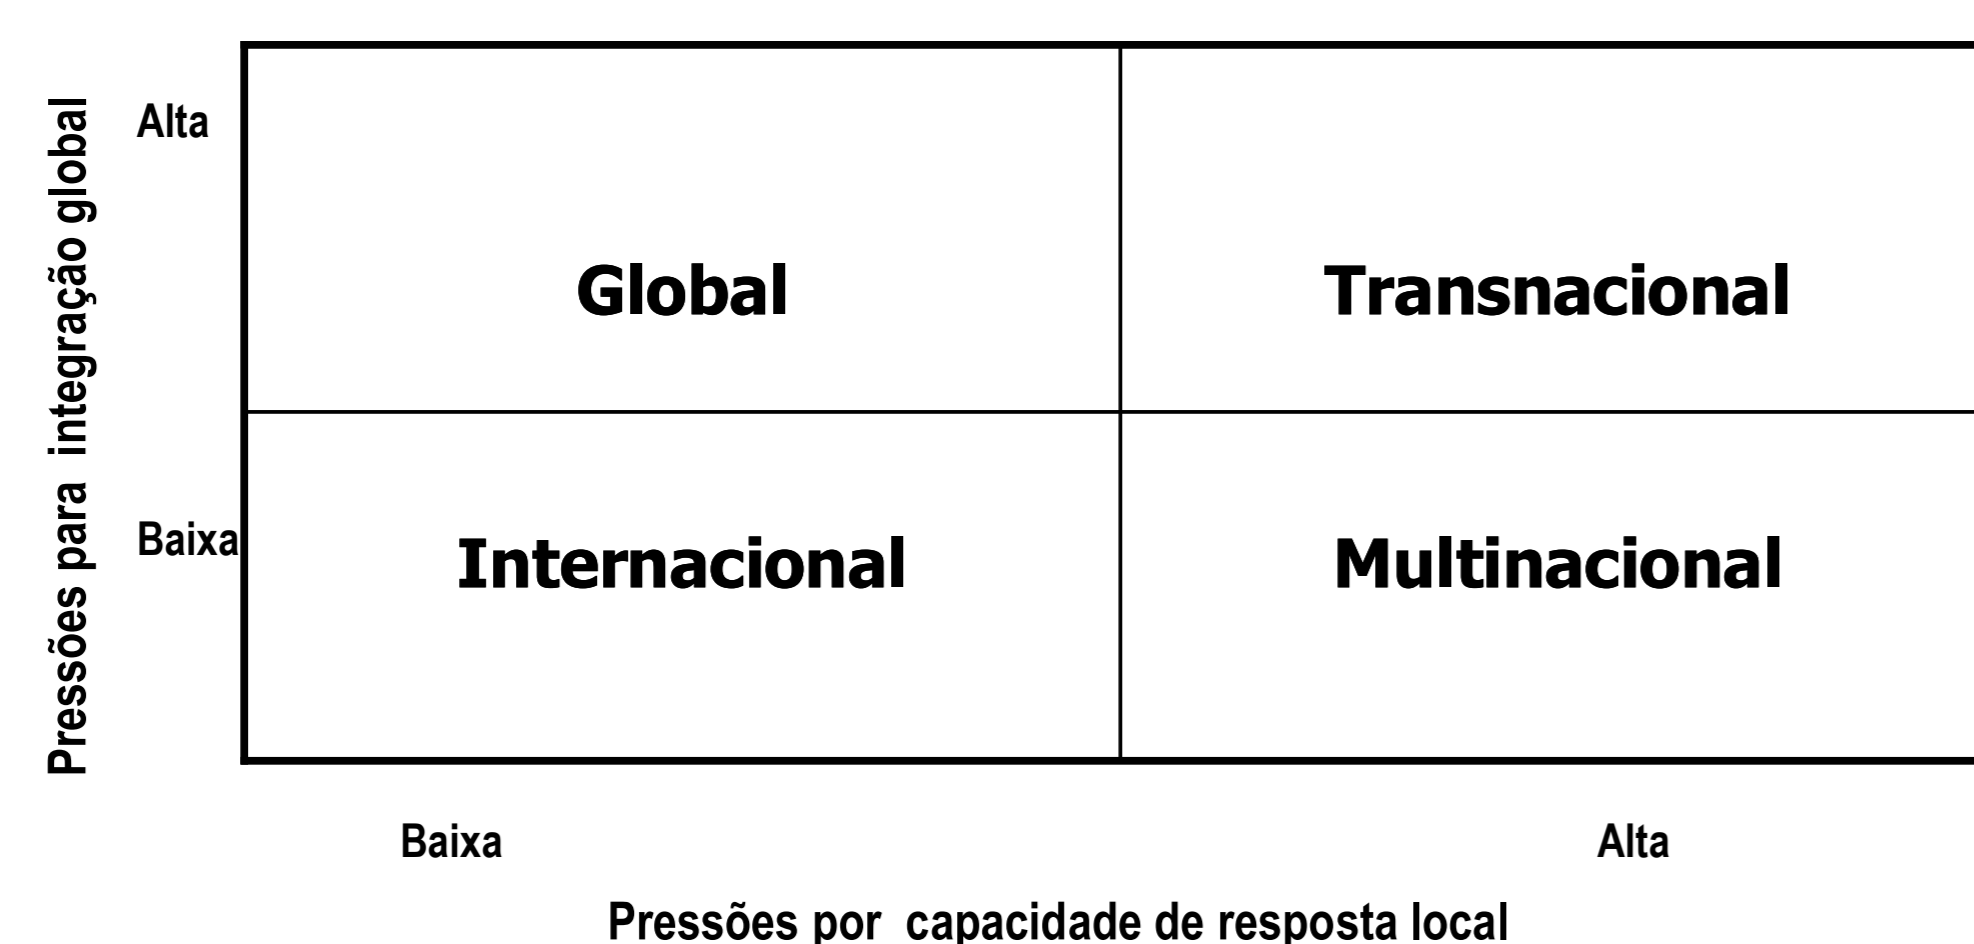 Pressões para integração global
Alta
Global
Transnacional
Baixa
Internacional
Multinacional
Baixa
Alta
Pressões por capacidade de resposta local